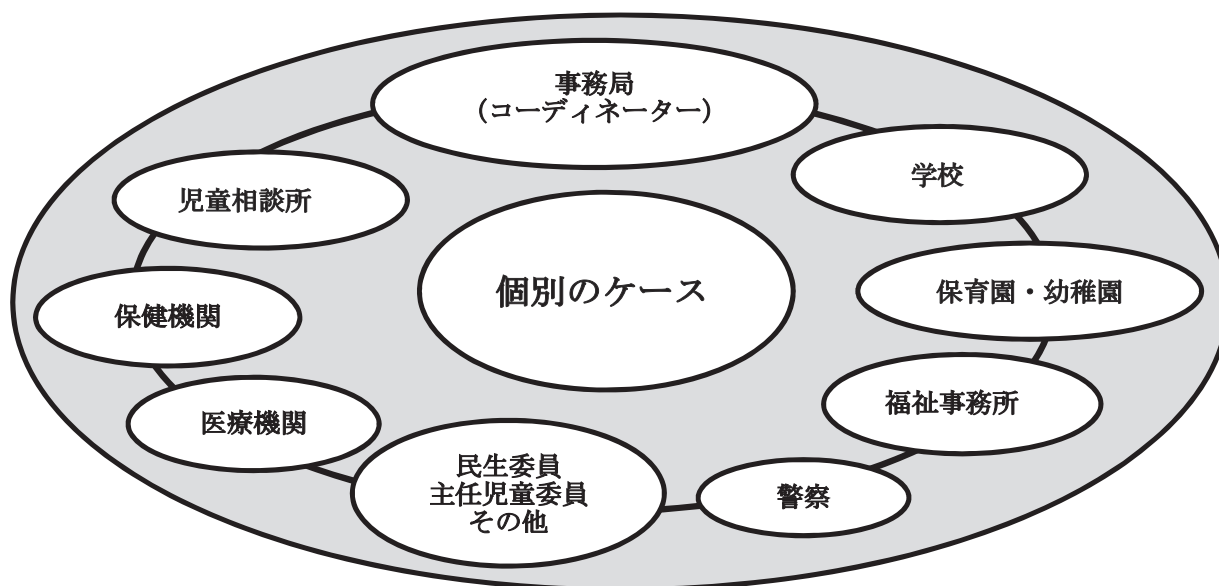 事務局
(コーディネーター)
学校
児童相談所
個別のケース
保育園・幼稚園
保健機関
福祉事務所
医療機関
民生委員
主任児童委員
その他
警察